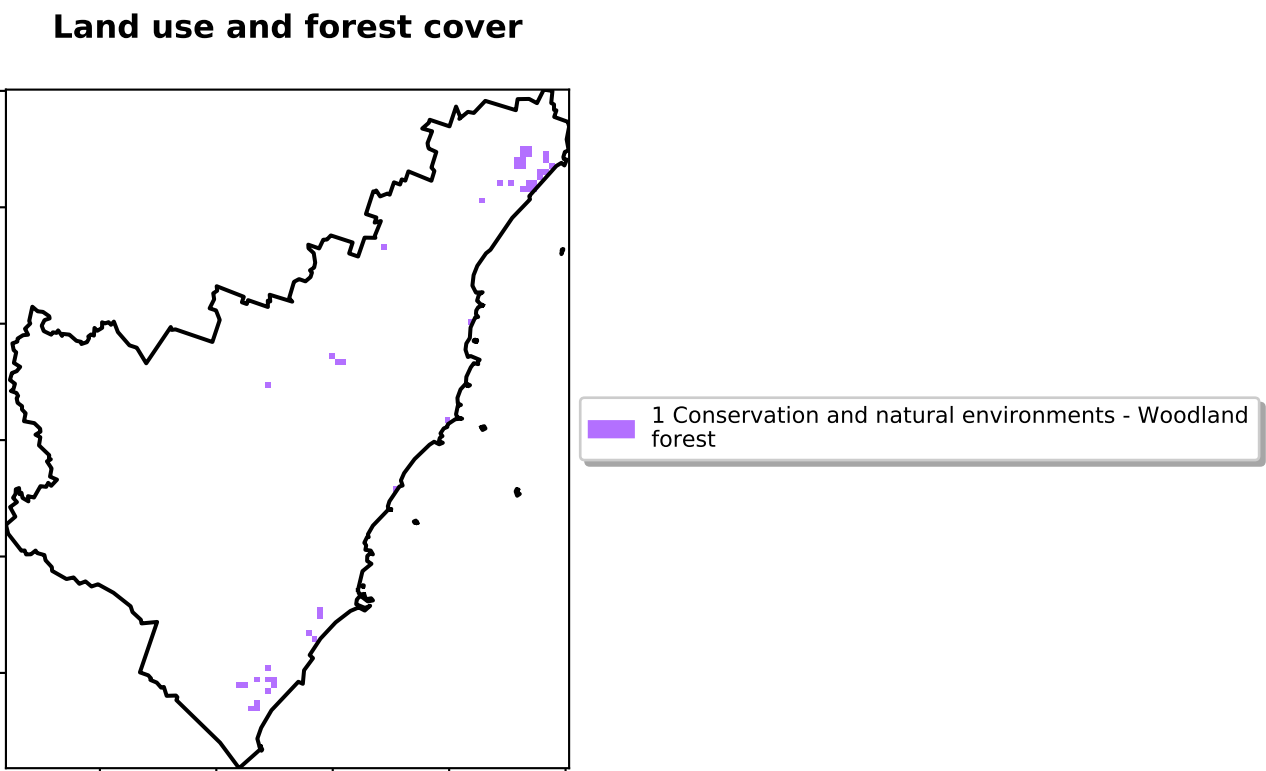 Land use and forest cover
1 Conservation and natural environments - Woodland
forest